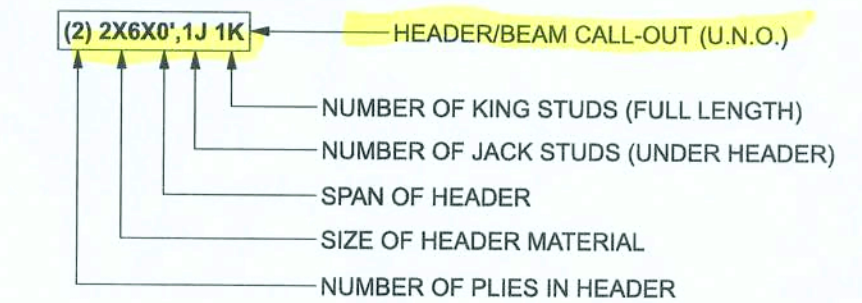 (2) 2X6X0',1J 1K HEADER/BEAM CALL-OUT (U.N.O.)
NUMBER OF KING STUDS (FULL LENGTH)
NUMBER OF JACK STUDS (UNDER HEADER)
SPAN OF HEADER
SIZE OF HEADER MATERIAL
NUMBER OF PLIES IN HEADER